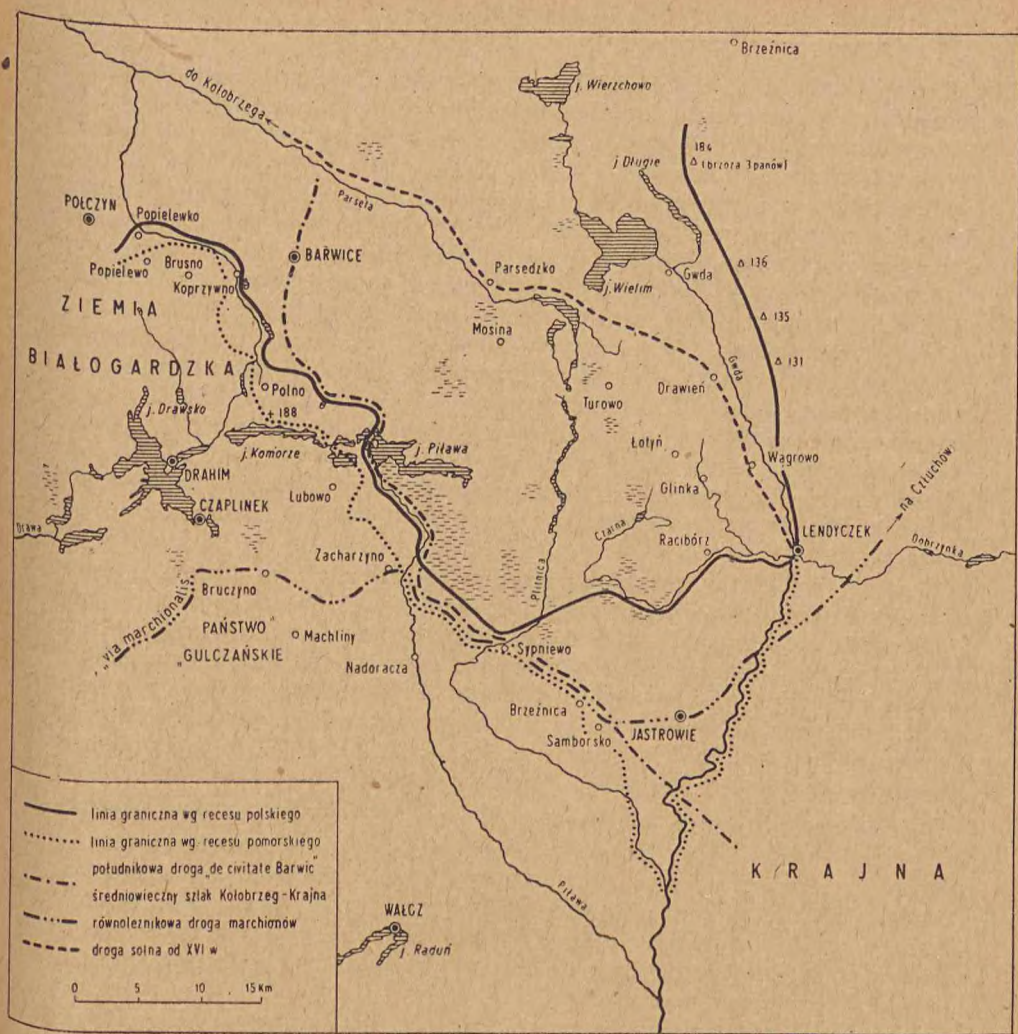 Brzeźnica
j. Wierzchowo
do Kołobrzega
184
(brzoza 3 panów)
j Długie
POŁCZYN
Popielewko
Parsęta
BARWICE
Popielewo
Brusno
Koprzywno
Parsędzko
Gwda
136
j. Wielim
ZIEMIA
Mosina
135
BIAŁOGARDZKA
Gwda
131
Polno
Drawień
j. Drawsko
+ 188
Turowo
j. Komorze
j. Piława
Łotyń
Wągrowo
na Człuchów
DRAHIM
Lubowo
Glinka
CZAPLINEK
LENDYCZEK
Drawa
Czarna
Racibórz
Dobrzynka
Zacharzyno
Plitnica
Bruczyno
„via marchionalis"
PAŃSTWO
„GULCZAŃSKIE
Machliny
Sypniewo
Nadoracza
Brzeźnica
Samborsko
JASTROWIE
linia graniczna wg recesu polskiego
linia graniczna wg. recesu pomorskiego
południkowa droga „de civitate Barwic"
średniowieczny szlak Kołobrzeg-Krajna
równoleżnikowa droga marchionów
droga solna od XVI w
0 5 10 15 Km
KRAJNA
Piława
WAŁCZ
j. Raduń